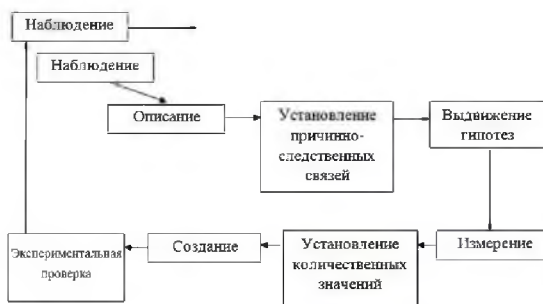 Наблюдение
Наблюдение
Описание
Установление
причинно-
следственных
связей
Выдвижение
гипотез
Экспериментальная
проверка
Создание
Установление
количественных
значений
Измерение